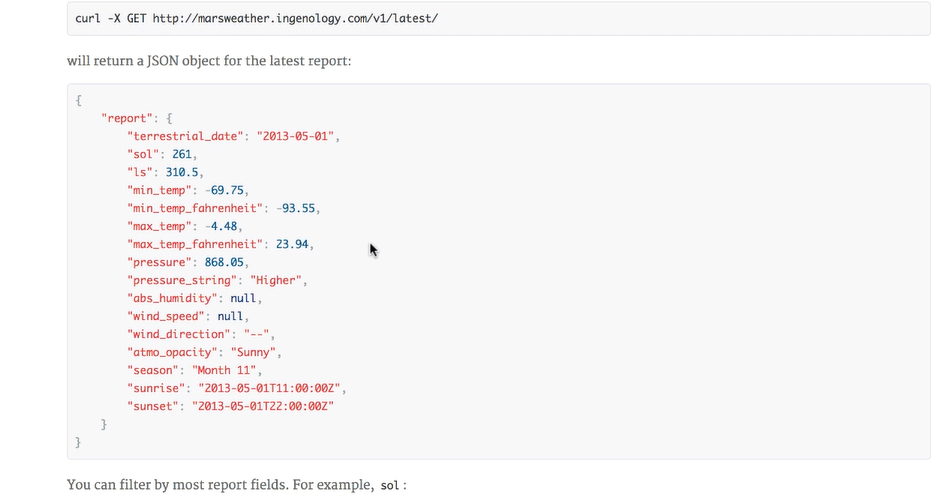 curl -X GET http://marsweather.ingenology.com/v1/latest/
will return a JSON object for the latest report:
{
    "report": {
        "terrestrial_date": "2013-05-01",
        "sol": 261,
        "ls": 310.5,
        "min_temp": -69.75,
        "min_temp_fahrenheit": -93.55,
        "max_temp": -4.48,
        "max_temp_fahrenheit": 23.94,
        "pressure": 868.05,
        "pressure_string": "Higher",
        "abs_humidity": null,
        "wind_speed": null,
        "wind_direction": "--",
        "atmo_opacity": "Sunny",
        "season": "Month 11",
        "sunrise": "2013-05-01T11:00:00Z",
        "sunset": "2013-05-01T22:00:00Z"
    }
}
You can filter by most report fields. For example, sol :